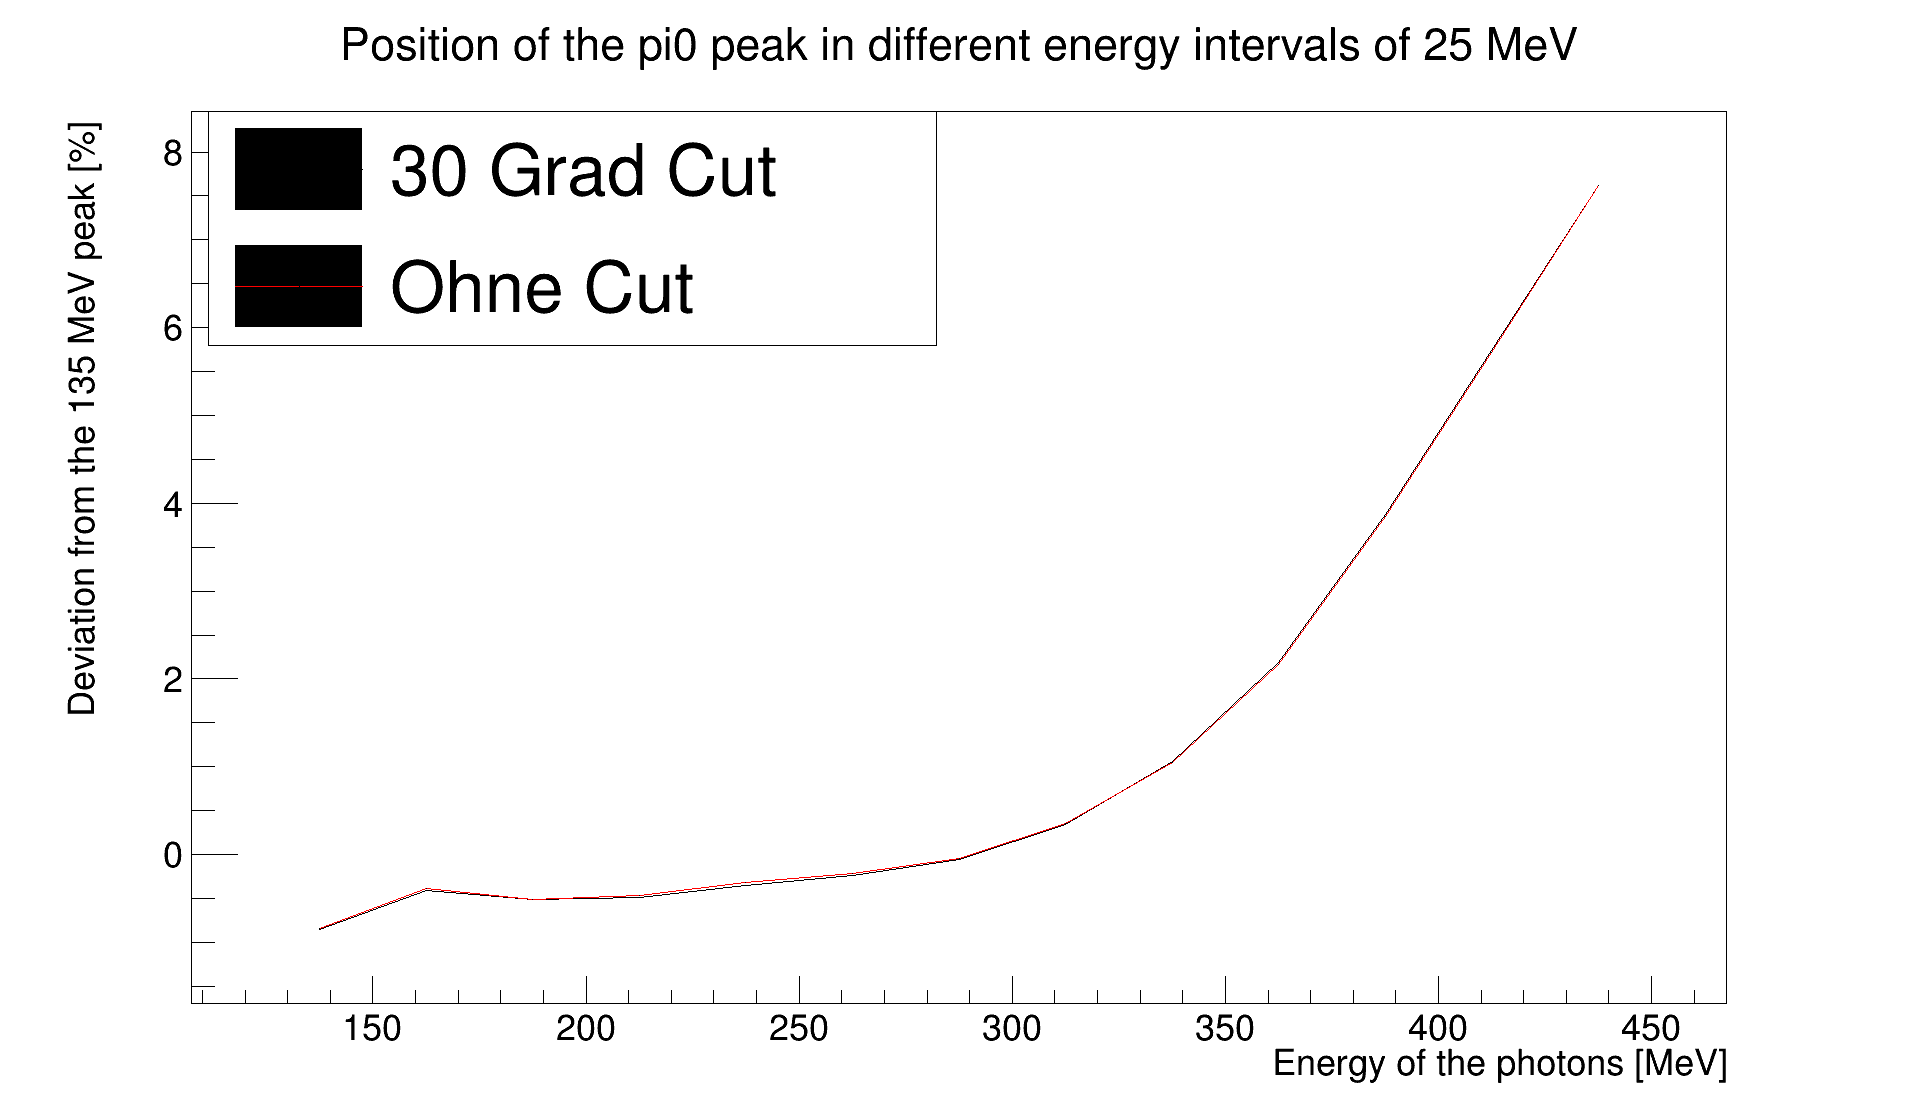 Position of the pi0 peak in different energy intervals of 25 MeV
Deviation from the 135 MeV peak [%]
30 Grad Cut
Ohne Cut
8
6
4
2
0
150 200 250 300 350 400 450
Energy of the photons [MeV]